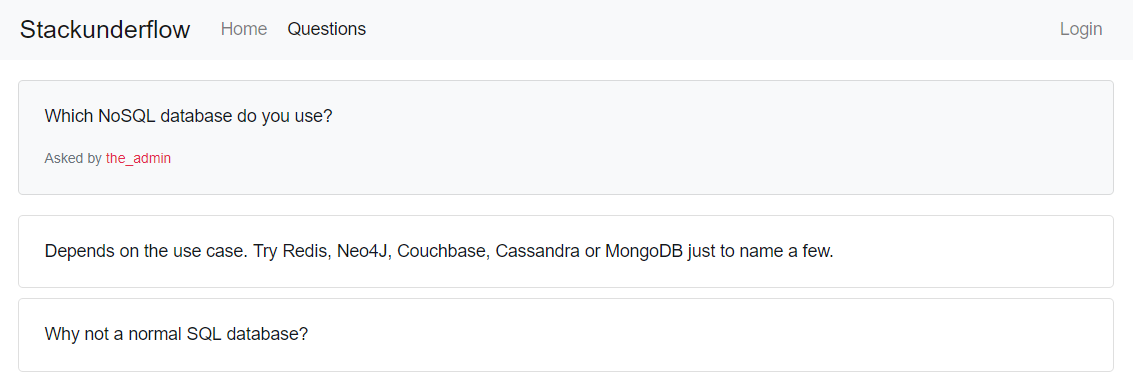 Stackunderflow Home Questions Login
Which NoSQL database do you use?
Asked by the_admin
Depends on the use case. Try Redis, Neo4J, Couchbase, Cassandra or MongoDB just to name a few.
Why not a normal SQL database?